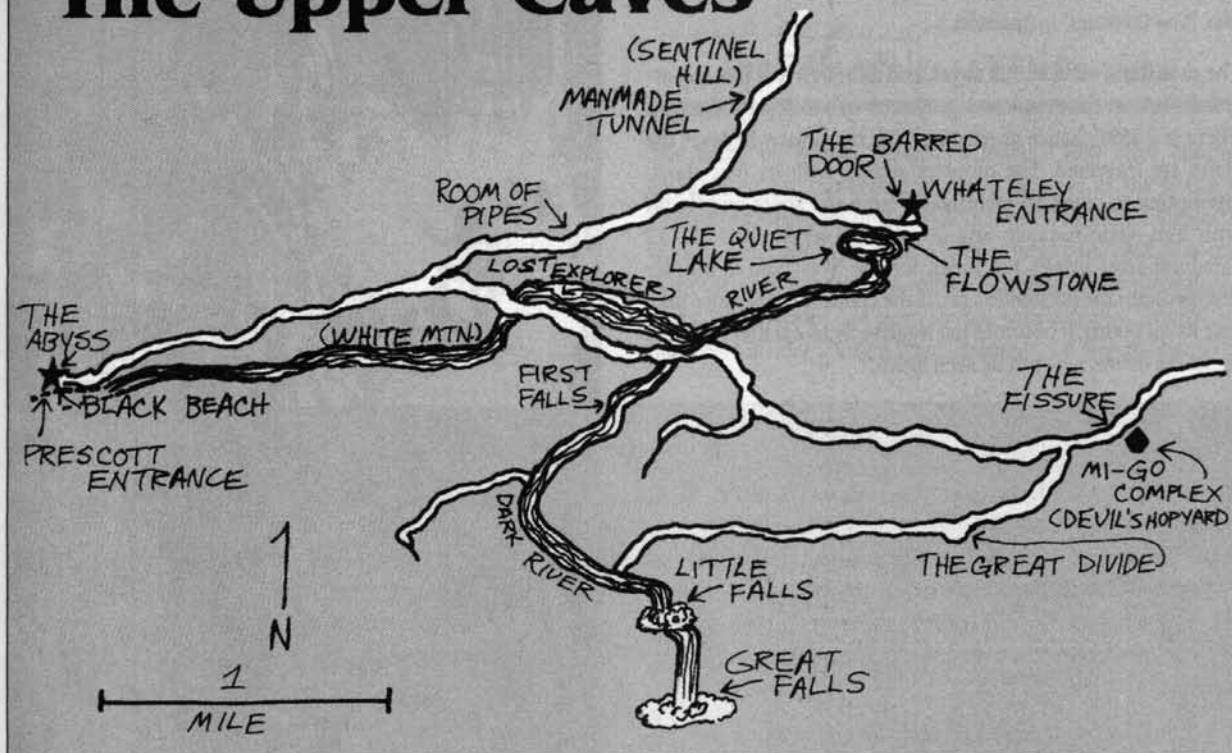 The Upper Caves
(SENTINEL
HILL)
MANMADE
TUNNEL
THE BARRED
DOOR
WHATELEY
ENTRANCE
ROOM OF
PIPES
THE QUIET
LAKE
THE
FLOWSTONE
LOST EXPLORER
RIVER
THE
ABYSS
(WHITE MTN.)
BLACK BEACH
PRESCOTT
ENTRANCE
FIRST
FALLS
THE
FISSURE
MI-GO
COMPLEX
(DEVIL'S HOPYARD
DARK
RIVER
THE GREAT DIVIDE
LITTLE
FALLS
GREAT
FALLS
N
1
MILE